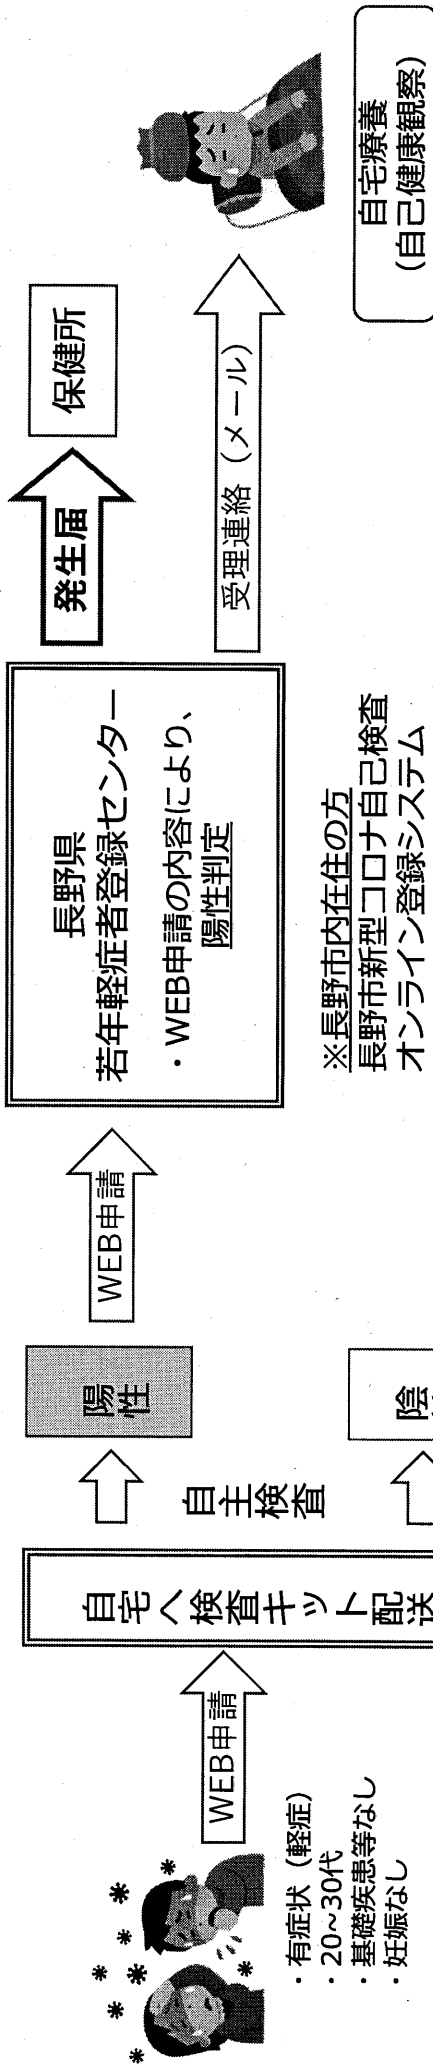 ・有症状（軽症）
・20~30代
・基礎疾患等なし
・妊娠なし
WEB申請
自宅へ検査キット配送
自主検査
陽性
陰
WEB申請
長野県
若年軽症者登録センター
・WEB申請の内容により、
陽性判定
※長野市内在住の方
長野市新型コロナ自己検査
オンライン登録システム
発生届
保健所
受理連絡（メール）
自宅療養
（自己健康観察）